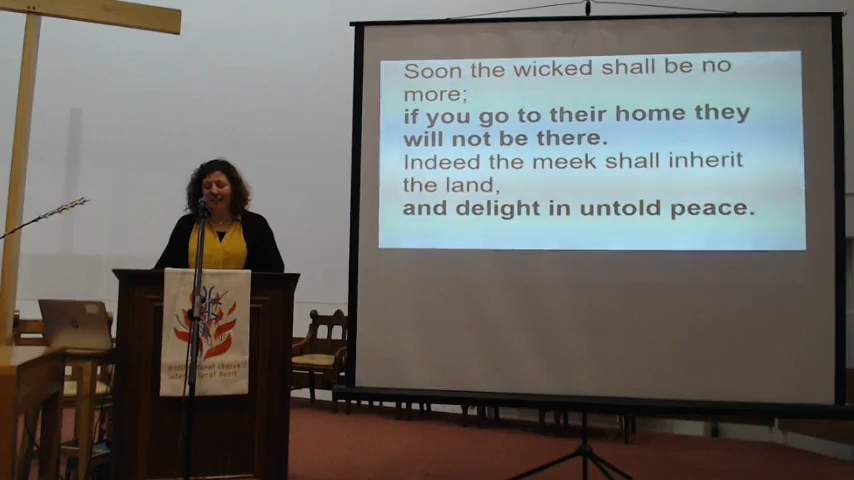 Soon the wicked shall be no
more;
if you go to their home they
will not be there.
Indeed the meek shall inherit
the land,
and delight in untold peace.